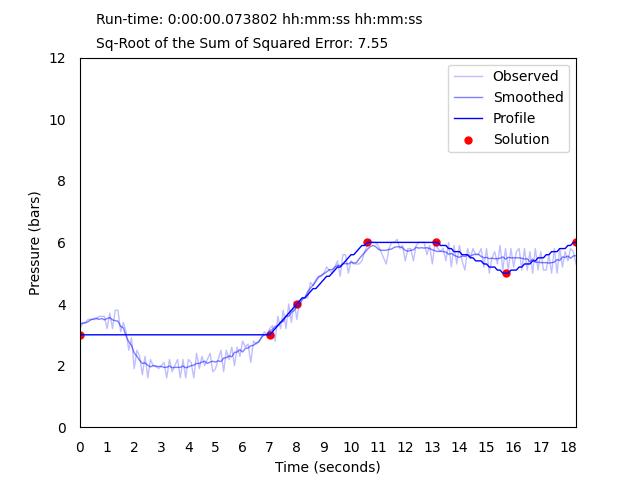 Run-time: 0:00:00.073802 hh:mm:ss hh:mm:ss
Sq-Root of the Sum of Squared Error: 7.55
Observed
Smoothed
Profile
Solution
Pressure (bars)
12
10
8
6
4
2
0
0 1 2 3 4 5 6 7 8 9 10 11 12 13 14 15 16 17 18
Time (seconds)